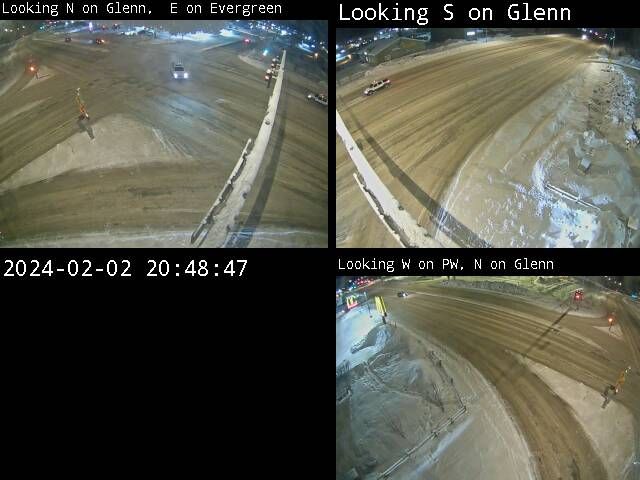 Looking N on Glenn,  E on Evergreen
Looking S on Glenn
2024-02-02 20:48:47
Looking W on PW, N on Glenn